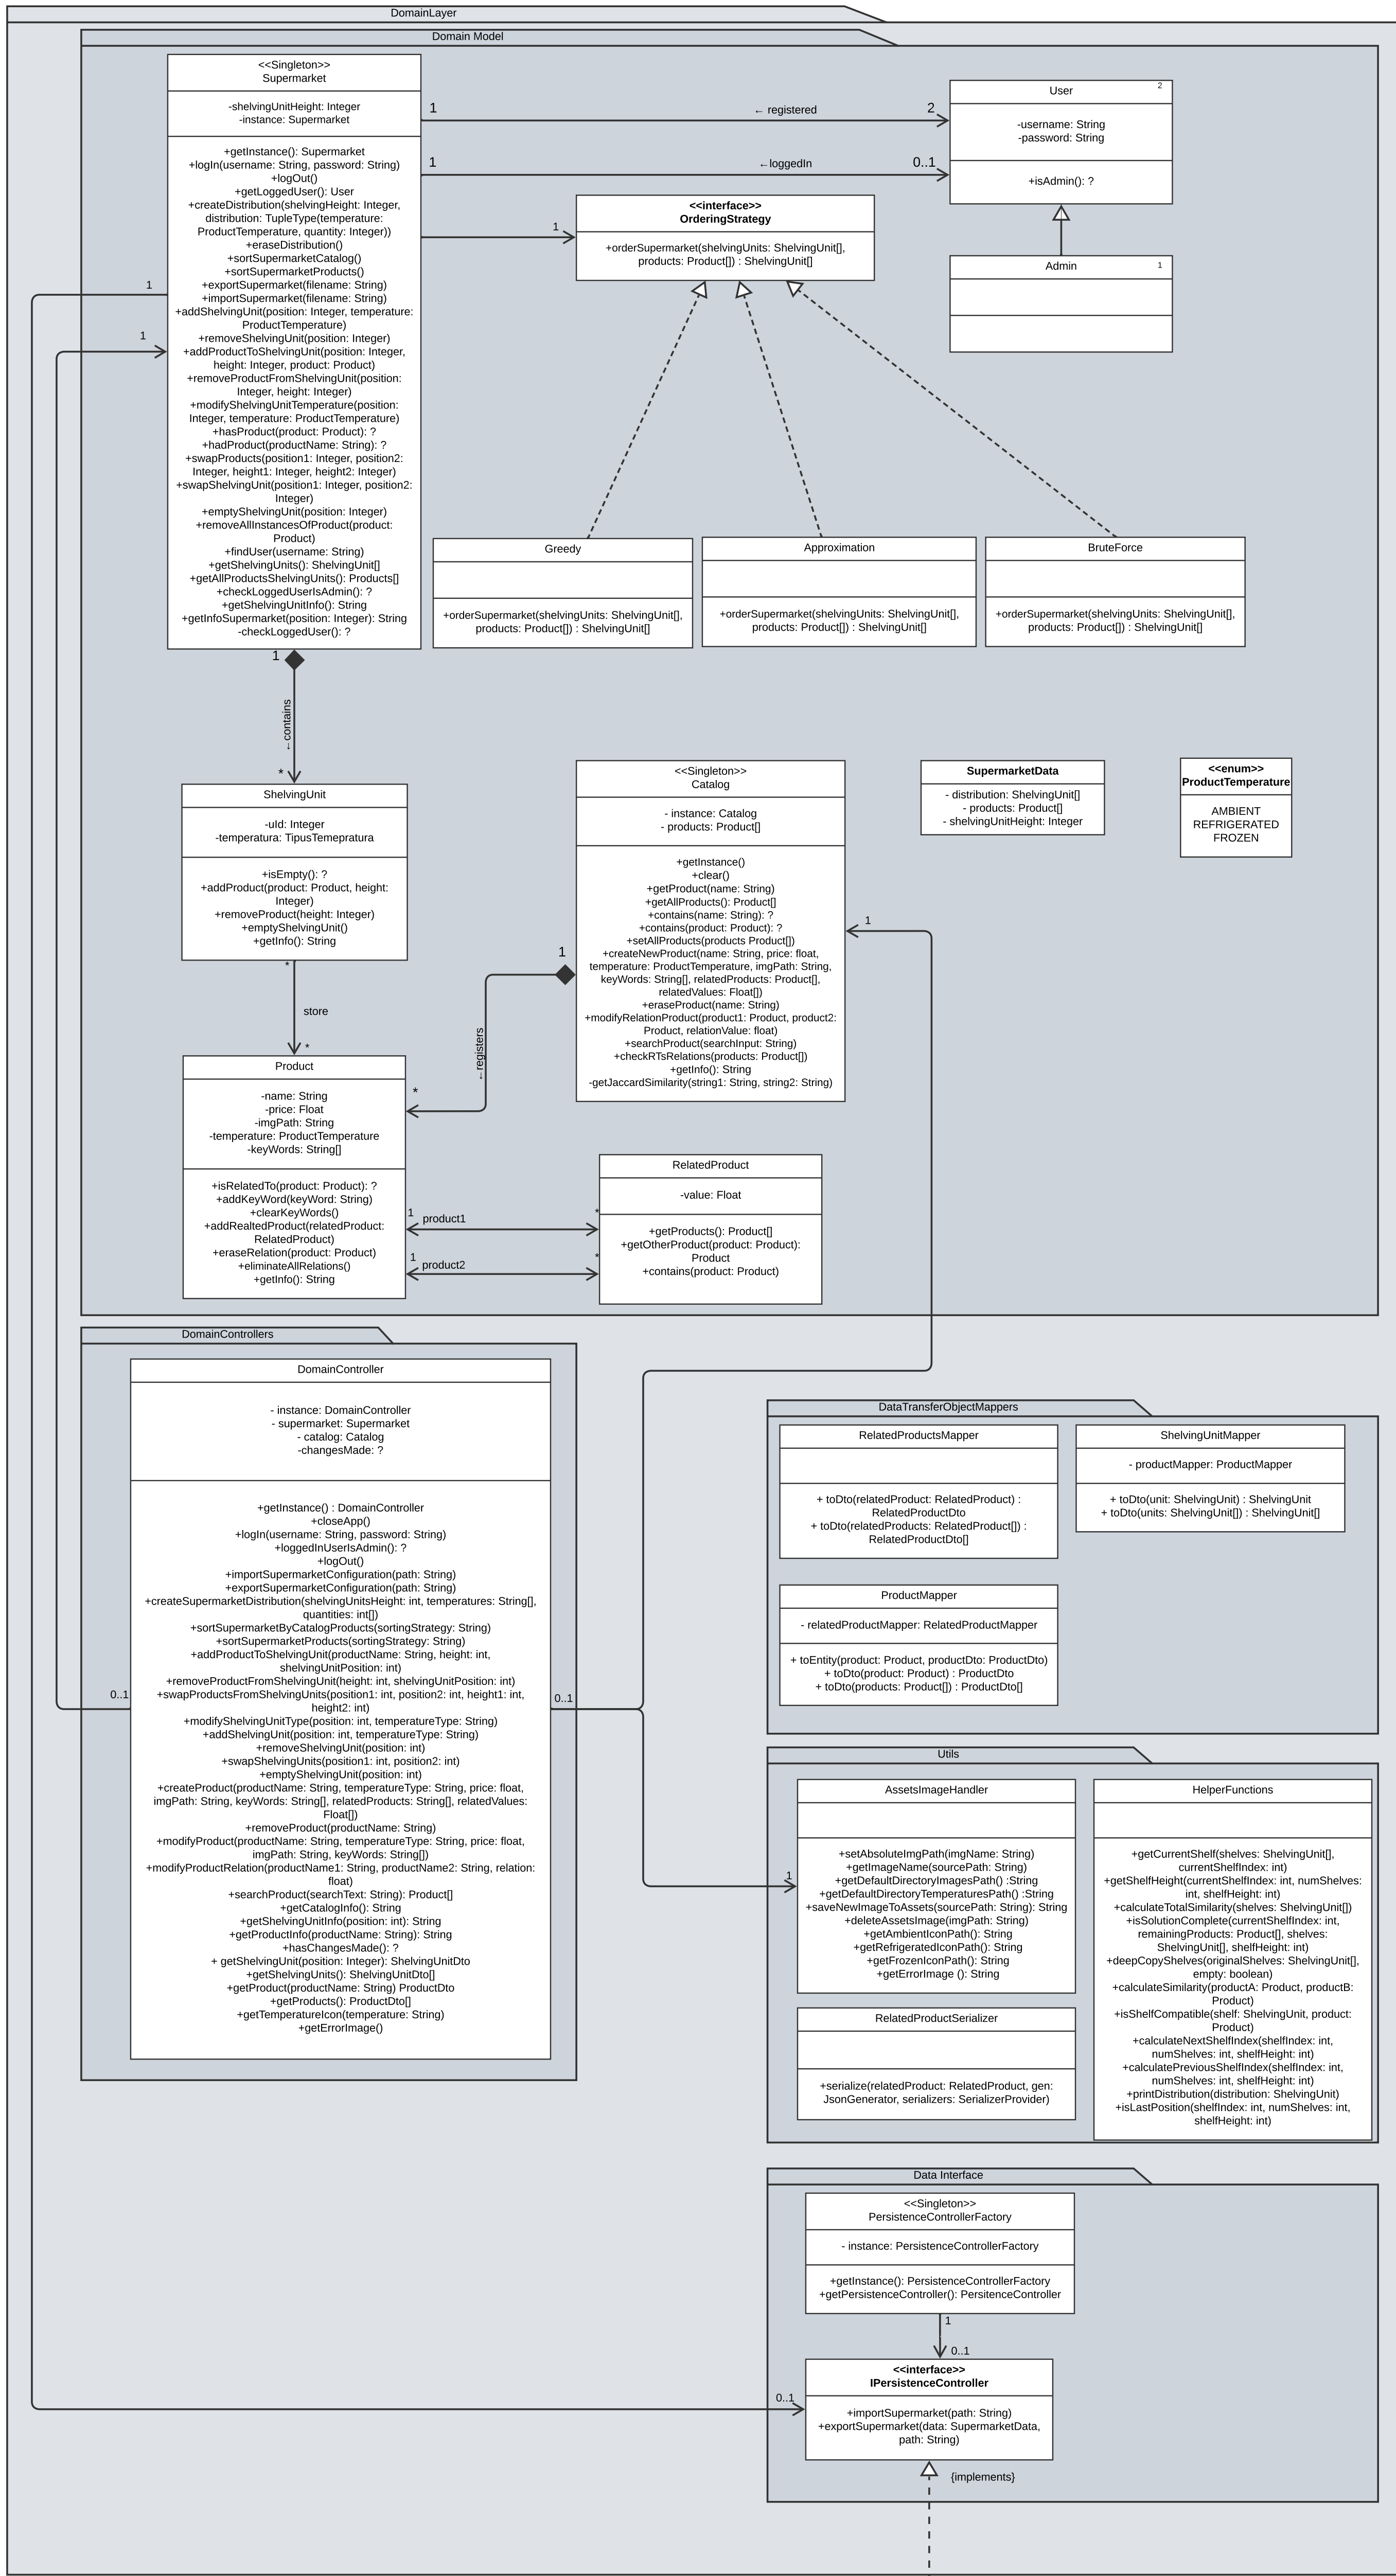 DomainLayer
Domain Model
<<Singleton>>
Supermarket
-shelvingUnitHeight: Integer
-instance: Supermarket
+getInstance(): Supermarket
+logIn(username: String, password: String)
+logOut()
+getLoggedUser(): User
+createDistribution(shelvingHeight: Integer,
distribution: TupleType(temperature:
ProductTemperature, quantity: Integer))
+eraseDistribution()
+sortSupermarketCatalog()
+sortSupermarketProducts()
+exportSupermarket(filename: String)
+importSupermarket(filename: String)
+addShelvingUnit(position: Integer, temperature:
ProductTemperature)
+removeShelvingUnit(position: Integer)
+addProductToShelvingUnit(position: Integer,
height: Integer, product: Product)
+removeProductFromShelvingUnit(position:
Integer, height: Integer)
+modifyShelvingUnitTemperature(position:
Integer, temperature: ProductTemperature)
+hasProduct(product: Product): ?
+hadProduct(productName: String): ?
+swapProducts(position1: Integer, position2:
Integer, height1: Integer, height2: Integer)
+swapShelvingUnit(position1: Integer, position2:
Integer)
+emptyShelvingUnit(position: Integer)
+removeAllInstancesOfProduct(product:
Product)
+findUser(username: String)
+getShelvingUnits(): ShelvingUnit[]
+getAllProductsShelvingUnits(): Products[]
+checkLoggedUserIsAdmin(): ?
+getShelvingUnitInfo(): String
+getInfoSupermarket(position: Integer): String
-checkLoggedUser(): ?
1
← registered
2
1
←loggedIn
0..1
1
1
1
User
2
-username: String
-password: String
+isAdmin(): ?
Admin
1
<<interface>>
OrderingStrategy
+orderSupermarket(shelvingUnits: ShelvingUnit[],
products: Product[]) : ShelvingUnit[]
Greedy
+orderSupermarket(shelvingUnits: ShelvingUnit[],
products: Product[]) : ShelvingUnit[]
Approximation
+orderSupermarket(shelvingUnits: ShelvingUnit[],
products: Product[]) : ShelvingUnit[]
BruteForce
+orderSupermarket(shelvingUnits: ShelvingUnit[],
products: Product[]) : ShelvingUnit[]
1
←contains
*
ShelvingUnit
-uId: Integer
-temperatura: TipusTemepratura
+isEmpty(): ?
+addProduct(product: Product, height:
Integer)
+removeProduct(height: Integer)
+emptyShelvingUnit()
+getInfo(): String
*
store
*
<<Singleton>>
Catalog
- instance: Catalog
- products: Product[]
+getInstance()
+clear()
+getProduct(name: String)
+getAllProducts(): Product[]
+contains(name: String): ?
+contains(product: Product): ?
+setAllProducts(products Product[])
+createNewProduct(name: String, price: float,
temperature: ProductTemperature, imgPath: String,
keyWords: String[], relatedProducts: Product[],
relatedValues: Float[])
+eraseProduct(name: String)
+modifyRelationProduct(product1: Product, product2:
Product, relationValue: float)
+searchProduct(searchInput: String)
+checkRTsRelations(products: Product[])
+getInfo(): String
-getJaccardSimilarity(string1: String, string2: String)
1
1
←registers
*
SupermarketData
- distribution: ShelvingUnit[]
- products: Product[]
- shelvingUnitHeight: Integer
<<enum>>
ProductTemperature
AMBIENT
REFRIGERATED
FROZEN
Product
-name: String
-price: Float
-imgPath: String
-temperature: ProductTemperature
-keyWords: String[]
+isRelatedTo(product: Product): ?
+addKeyWord(keyWord: String)
+clearKeyWords()
+addRealtedProduct(relatedProduct:
RelatedProduct)
+eraseRelation(product: Product)
+eliminateAllRelations()
+getInfo(): String
1
product1
*
1
product2
*
RelatedProduct
-value: Float
+getProducts(): Product[]
+getOtherProduct(product: Product):
Product
+contains(product: Product)
DomainControllers
DomainController
- instance: DomainController
- supermarket: Supermarket
- catalog: Catalog
-changesMade: ?
+getInstance() : DomainController
+closeApp()
+logIn(username: String, password: String)
+loggedInUserIsAdmin(): ?
+logOut()
+importSupermarketConfiguration(path: String)
+exportSupermarketConfiguration(path: String)
+createSupermarketDistribution(shelvingUnitsHeight: int, temperatures: String[],
quantities: int[])
+sortSupermarketByCatalogProducts(sortingStrategy: String)
+sortSupermarketProducts(sortingStrategy: String)
+addProductToShelvingUnit(productName: String, height: int,
shelvingUnitPosition: int)
+removeProductFromShelvingUnit(height: int, shelvingUnitPosition: int)
+swapProductsFromShelvingUnits(position1: int, position2: int, height1: int,
height2: int)
+modifyShelvingUnitType(position: int, temperatureType: String)
+addShelvingUnit(position: int, temperatureType: String)
+removeShelvingUnit(position: int)
+swapShelvingUnits(position1: int, position2: int)
+emptyShelvingUnit(position: int)
+createProduct(productName: String, temperatureType: String, price: float,
imgPath: String, keyWords: String[], relatedProducts: String[], relatedValues:
Float[])
+removeProduct(productName: String)
+modifyProduct(productName: String, temperatureType: String, price: float,
imgPath: String, keyWords: String[])
+modifyProductRelation(productName1: String, productName2: String, relation:
float)
+searchProduct(searchText: String): Product[]
+getCatalogInfo(): String
+getShelvingUnitInfo(position: int): String
+getProductInfo(productName: String): String
+hasChangesMade(): ?
+ getShelvingUnit(position: Integer): ShelvingUnitDto
+getShelvingUnits(): ShelvingUnitDto[]
+getProduct(productName: String) ProductDto
+getProducts(): ProductDto[]
+getTemperatureIcon(temperature: String)
+getErrorImage()
0..1
0..1
DataTransferObjectMappers
RelatedProductsMapper
+ toDto(relatedProduct: RelatedProduct) :
RelatedProductDto
+ toDto(relatedProducts: RelatedProduct[]) :
RelatedProductDto[]
ShelvingUnitMapper
- productMapper: ProductMapper
+ toDto(unit: ShelvingUnit) : ShelvingUnit
+ toDto(units: ShelvingUnit[]) : ShelvingUnit[]
ProductMapper
- relatedProductMapper: RelatedProductMapper
+ toEntity(product: Product, productDto: ProductDto)
+ toDto(product: Product) : ProductDto
+ toDto(products: Product[]) : ProductDto[]
Utils
AssetsImageHandler
+setAbsoluteImgPath(imgName: String)
+getImageName(sourcePath: String)
+getDefaultDirectoryImagesPath() :String
+getDefaultDirectoryTemperaturesPath() :String
+saveNewImageToAssets(sourcePath: String): String
+deleteAssetsImage(imgPath: String)
+getAmbientIconPath(): String
+getRefrigeratedIconPath(): String
+getFrozenIconPath(): String
+getErrorImage (): String
1
RelatedProductSerializer
+serialize(relatedProduct: RelatedProduct, gen:
JsonGenerator, serializers: SerializerProvider)
HelperFunctions
+getCurrentShelf(shelves: ShelvingUnit[],
currentShelfIndex: int)
+getShelfHeight(currentShelfIndex: int, numShelves:
int, shelfHeight: int)
+calculateTotalSimilarity(shelves: ShelvingUnit[])
+isSolutionComplete(currentShelfIndex: int,
remainingProducts: Product[], shelves:
ShelvingUnit[], shelfHeight: int)
+deepCopyShelves(originalShelves: ShelvingUnit[],
empty: boolean)
+calculateSimilarity(productA: Product, productB:
Product)
+isShelfCompatible(shelf: ShelvingUnit, product:
Product)
+calculateNextShelfIndex(shelfIndex: int,
numShelves: int, shelfHeight: int)
+calculatePreviousShelfIndex(shelfIndex: int,
numShelves: int, shelfHeight: int)
+printDistribution(distribution: ShelvingUnit)
+isLastPosition(shelfIndex: int, numShelves: int,
shelfHeight: int)
Data Interface
<<Singleton>>
PersistenceControllerFactory
- instance: PersistenceControllerFactory
+getInstance(): PersistenceControllerFactory
+getPersistenceController(): PersitenceController
1
0..1
<<interface>>
IPersistenceController
+importSupermarket(path: String)
+exportSupermarket(data: SupermarketData,
path: String)
0..1
{implements}